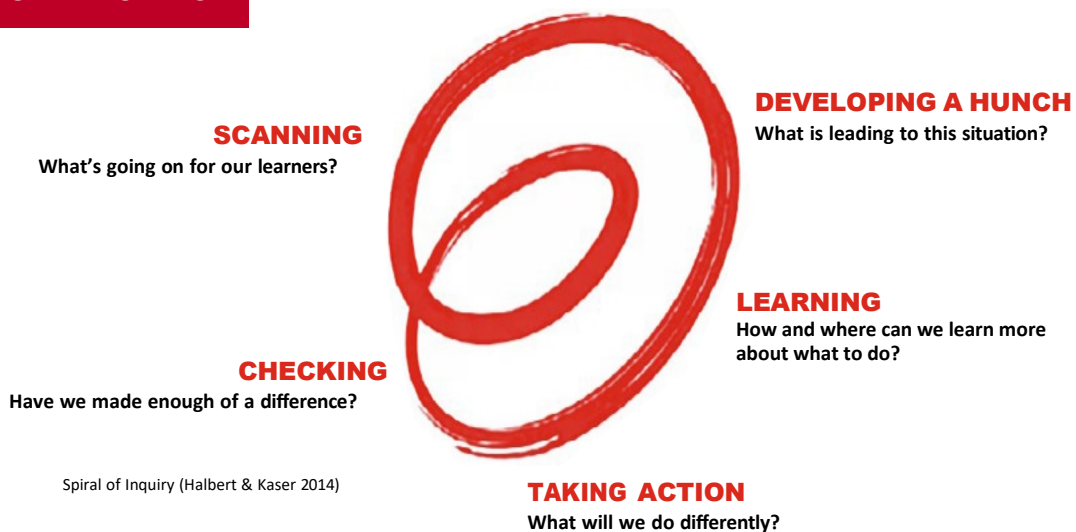 SCANNING
What's going on for our learners?
DEVELOPING A HUNCH
What is leading to this situation?
LEARNING
How and where can we learn more
about what to do?
TAKING ACTION
What will we do differently?
CHECKING
Have we made enough of a difference?
Spiral of Inquiry (Halbert & Kaser 2014)